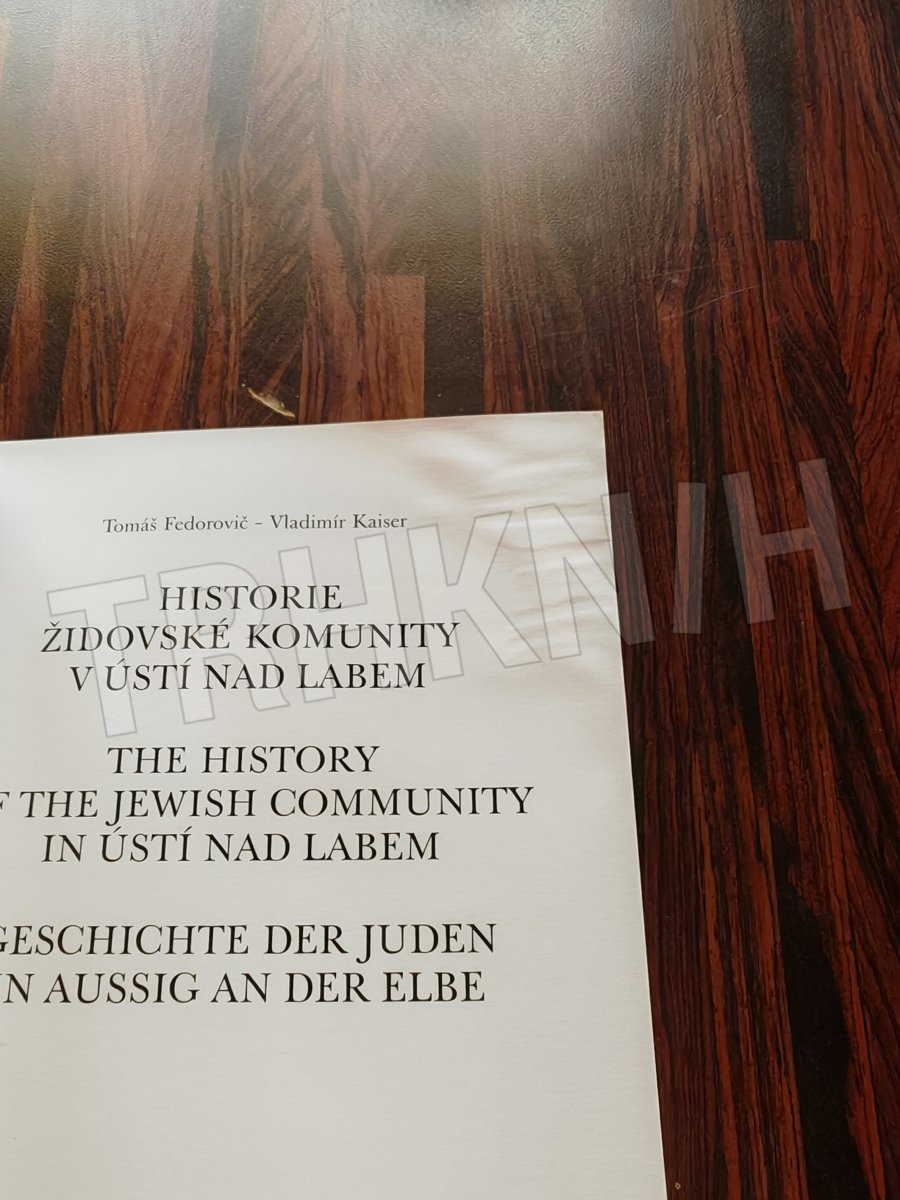 Tomáš Fedorovič – Vladimír Kaiser
HISTORIE
ŽIDOVSKÉ KOMUNITY
V ÚSTÍ NAD LABEM
THE HISTORY
F THE JEWISH COMMUNITY
IN ÚSTÍ NAD LABEM
GESCHICHTE DER JUDEN
IN AUSSIG AN DER ELBE
TRHKNIH